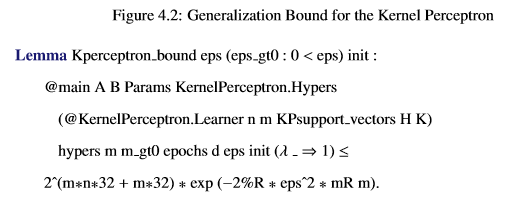 Figure 4.2: Generalization Bound for the Kernel Perceptron
Lemma Kperceptron_bound eps (eps_gt0 : 0 < eps) init :
@main A B Params KernelPerceptron.Hypers
(@KernelPerceptron.Learner n m KPsupport_vectors H K)
hypers m m_gt0 epochs d eps init (λ _ ⇒ 1) ≤
2^(m*n*32 + m*32) * exp (−2%R * eps^2 * mR m).